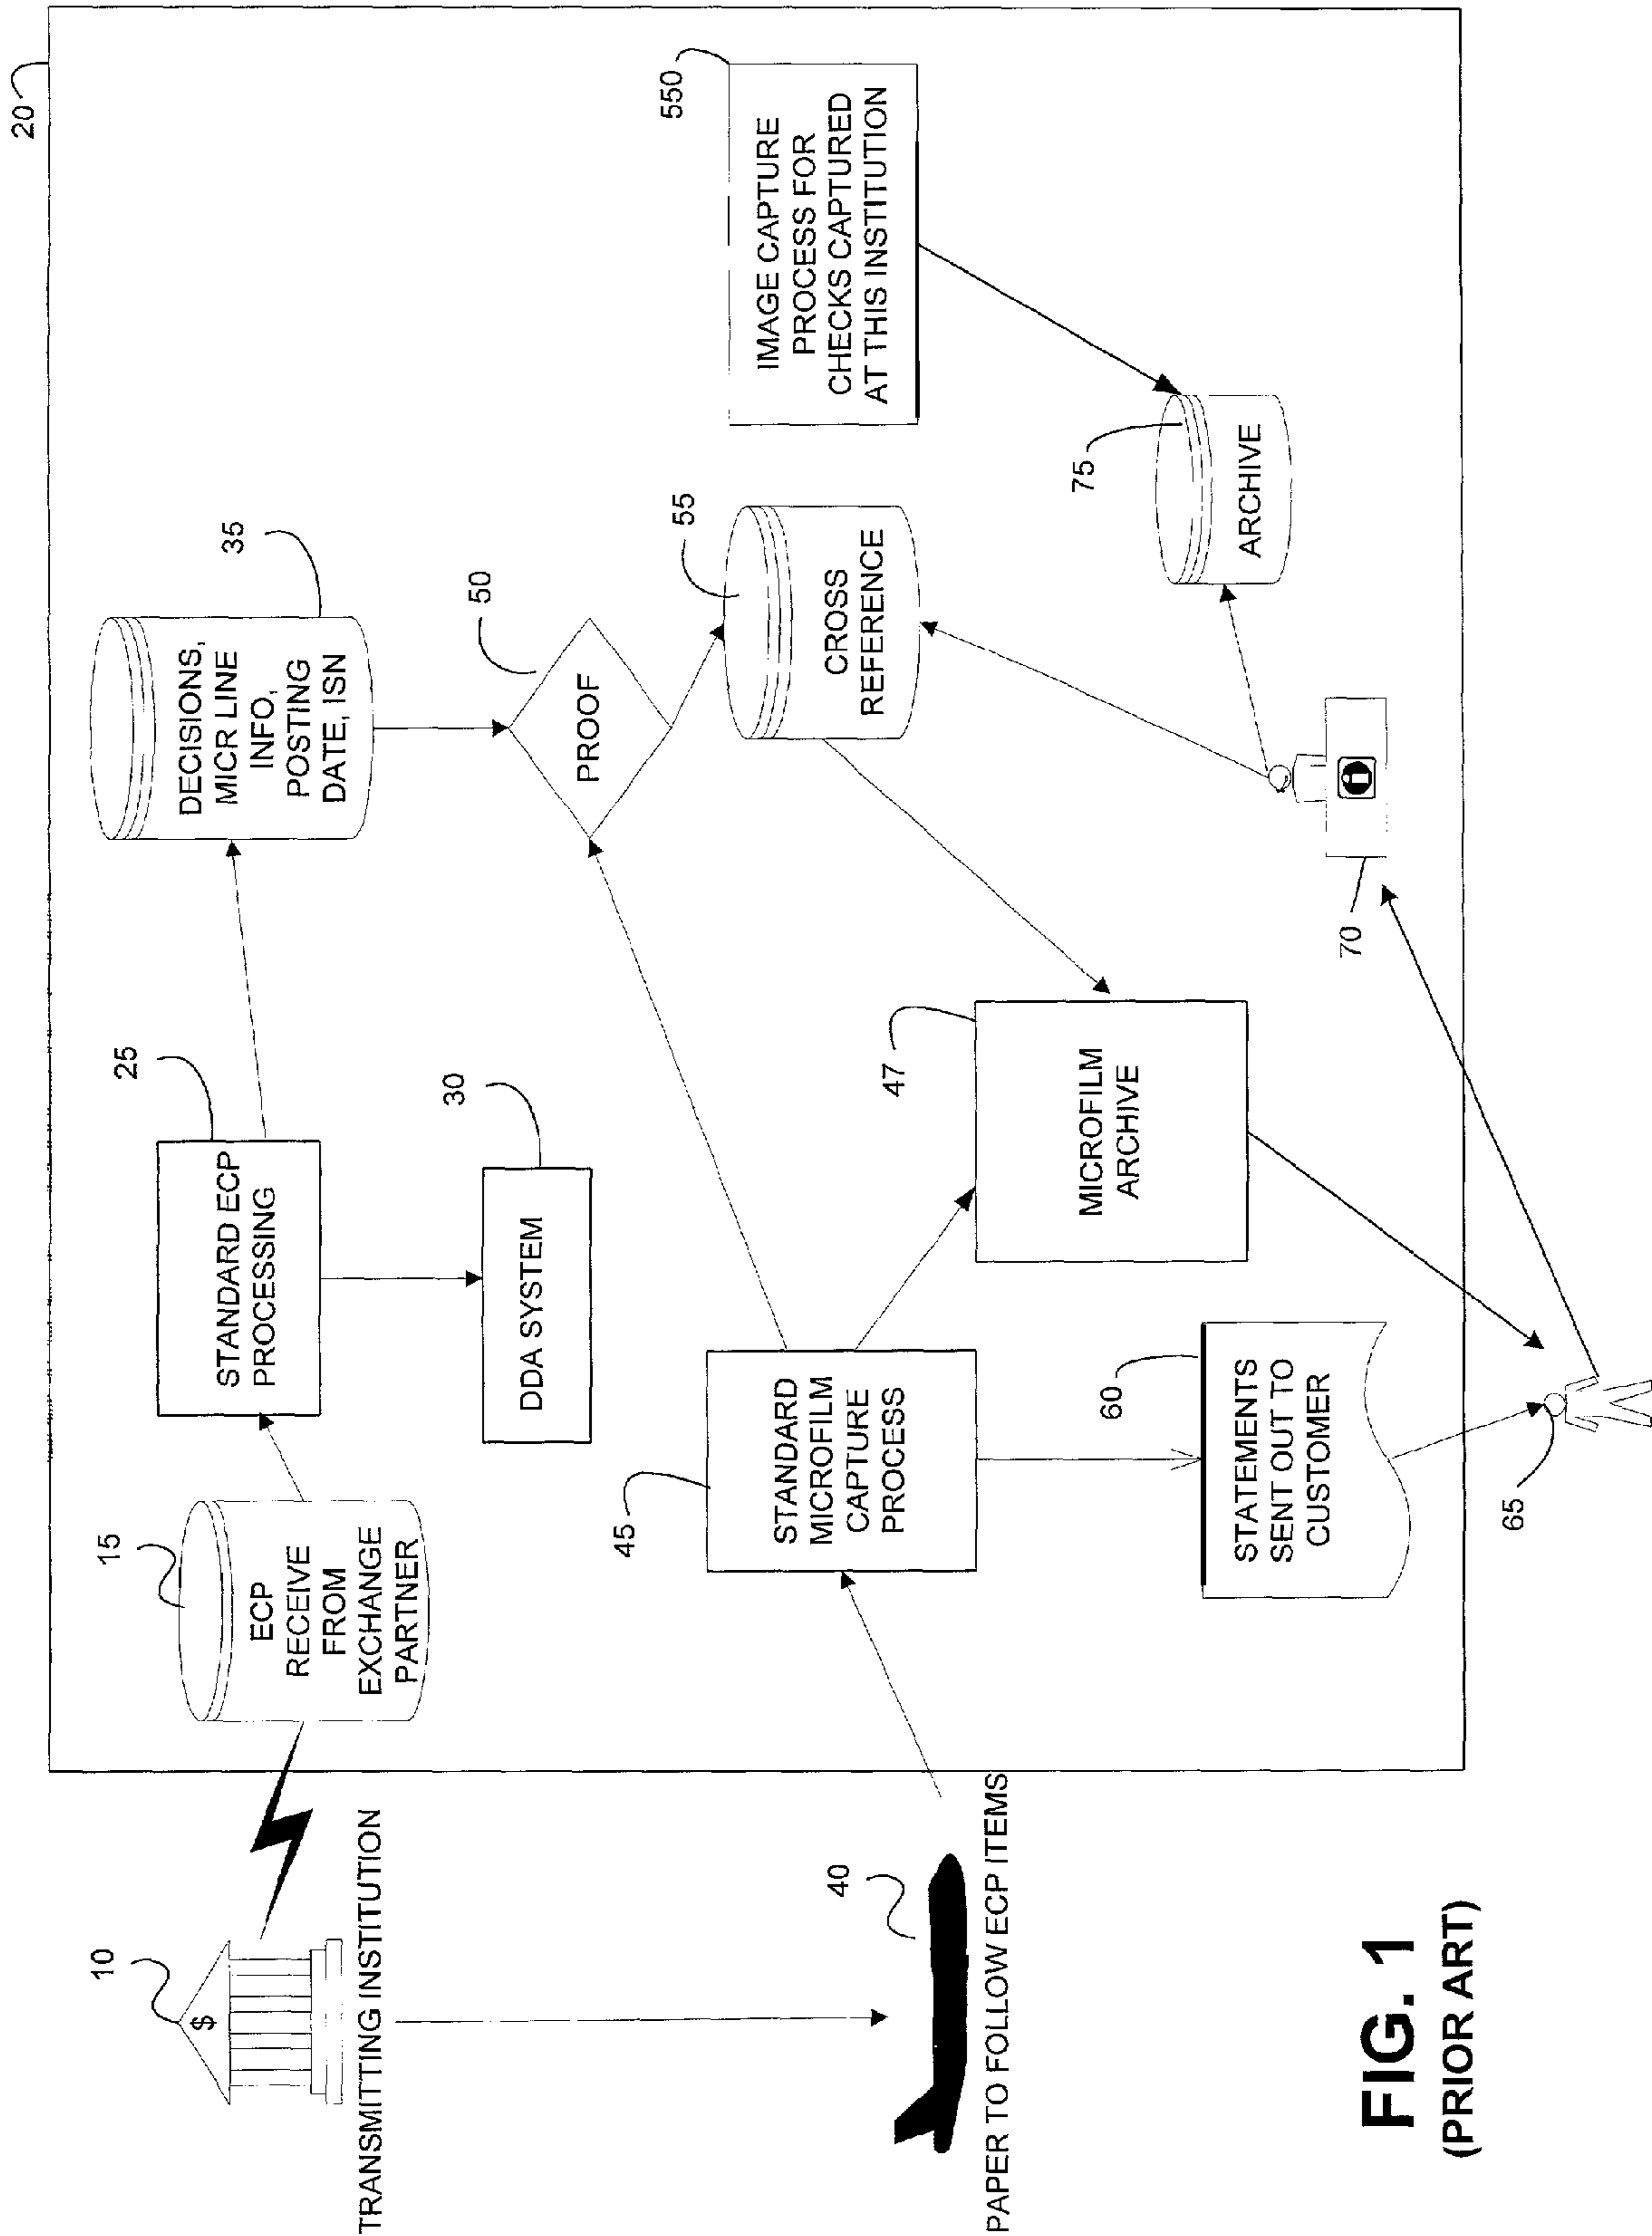 20
10
$
TRANSMITTING INSTITUTION
15
ECP
RECEIVE
FROM
EXCHANGE
PARTNER
25
STANDARD ECP
PROCESSING
30
DDA SYSTEM
35
DECISIONS,
MICR LINE
INFO,
POSTING
DATE, ISN
50
PROOF
55
CROSS
REFERENCE
550
IMAGE CAPTURE
PROCESS FOR
CHECKS CAPTURED
AT THIS INSTITUTION
75
ARCHIVE
40
PAPER TO FOLLOW ECP ITEMS
45
STANDARD
MICROFILM
CAPTURE
PROCESS
47
MICROFILM
ARCHIVE
60
STATEMENTS
SENT OUT TO
CUSTOMER
65
70
i
FIG. 1
(PRIOR ART)